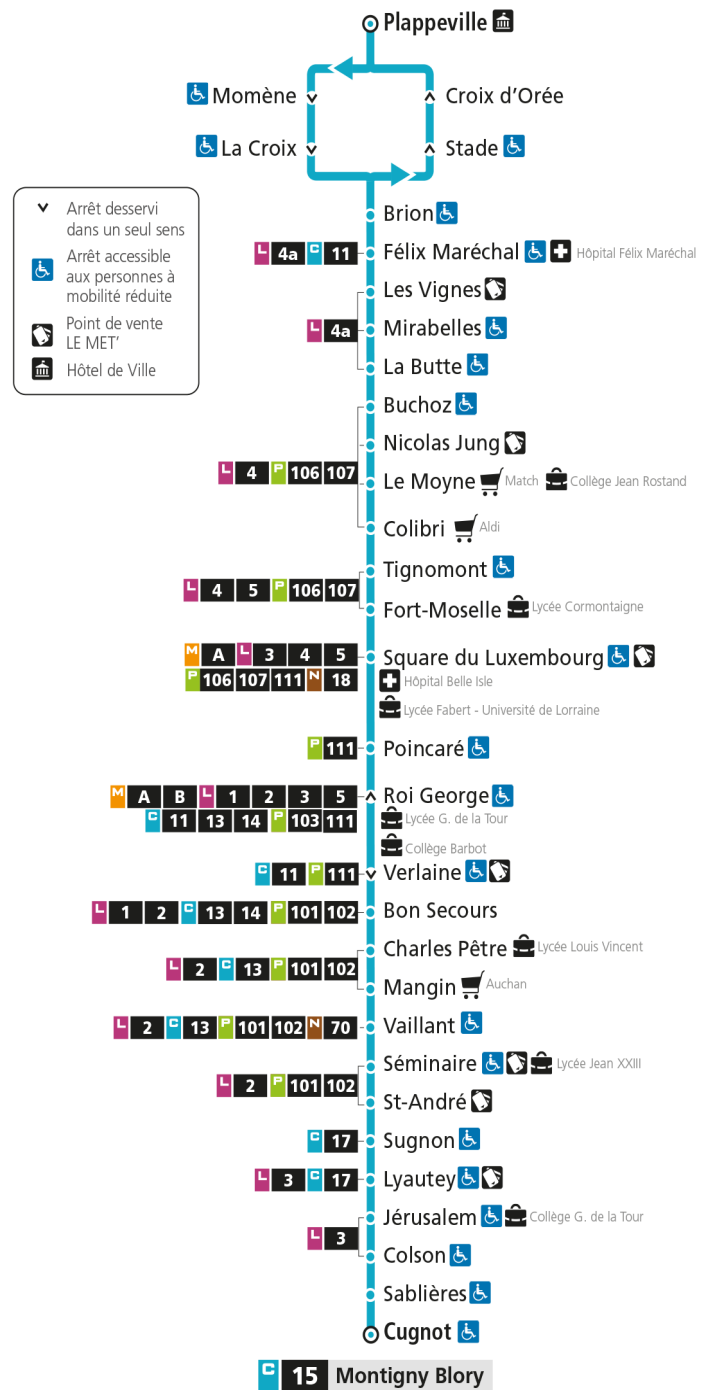 Plappeville
Momène
Croix d'Orée
La Croix
Stade
Arrêt desservi
dans un seul sens
Arrêt accessible
aux personnes à
mobilité réduite
Point de vente
LE MET'
Hôtel de Ville
Brion
L 4a C 11 Félix Maréchal Hôpital Félix Maréchal
Les Vignes
L 4a Mirabelles
La Butte
Buchoz
Nicolas Jung
L 4 P 106 107 Le Moyne Match Collège Jean Rostand
Colibri Aldi
Tignomont
L 4 5 P 106 107
Fort-Moselle Lycée Cormontaigne
M A L 3 4 5 Square du Luxembourg
P 106 107 111 N 18 Hôpital Belle Isle
Lycée Fabert - Université de Lorraine
P 111 Poincaré
M A B L 1 2 3 5 Roi George
C 11 13 14 P 103 111 Lycée G. de la Tour
Collège Barbot
C 11 P 111 Verlaine
L 1 2 C 13 14 P 101 102 Bon Secours
Charles Pêtre Lycée Louis Vincent
L 2 C 13 P 101 102
Mangin Auchan
L 2 C 13 P 101 102 N 70 Vaillant
Séminaire Lycée Jean XXIII
L 2 P 101 102
St-André
C 17 Sugnon
L 3 C 17 Lyautey
Jérusalem Collège G. de la Tour
L 3
Colson
Sablières
Cugnot
C 15 Montigny Blory